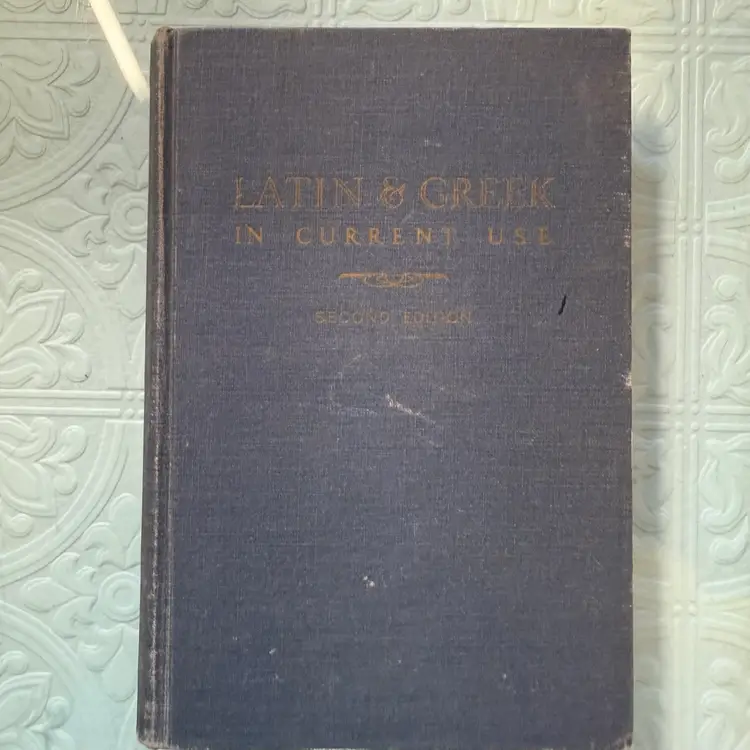 LATIN & GREEK
IN CURRENT USE
SECOND EDITION